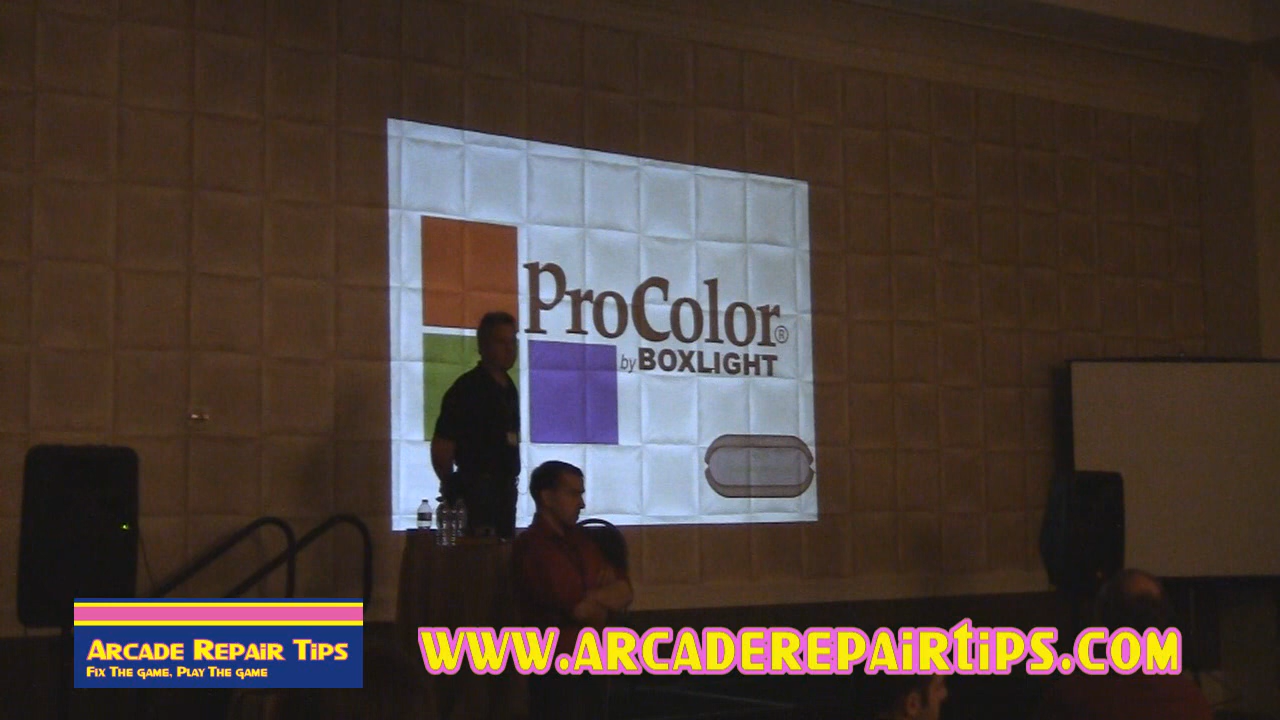 ProColor®
by BOXLIGHT
ARCADE REPAIR TIPS
FIX THE GAME, PLAY THE GAME
WWW.ARCADEREPAIRTIPS.COM